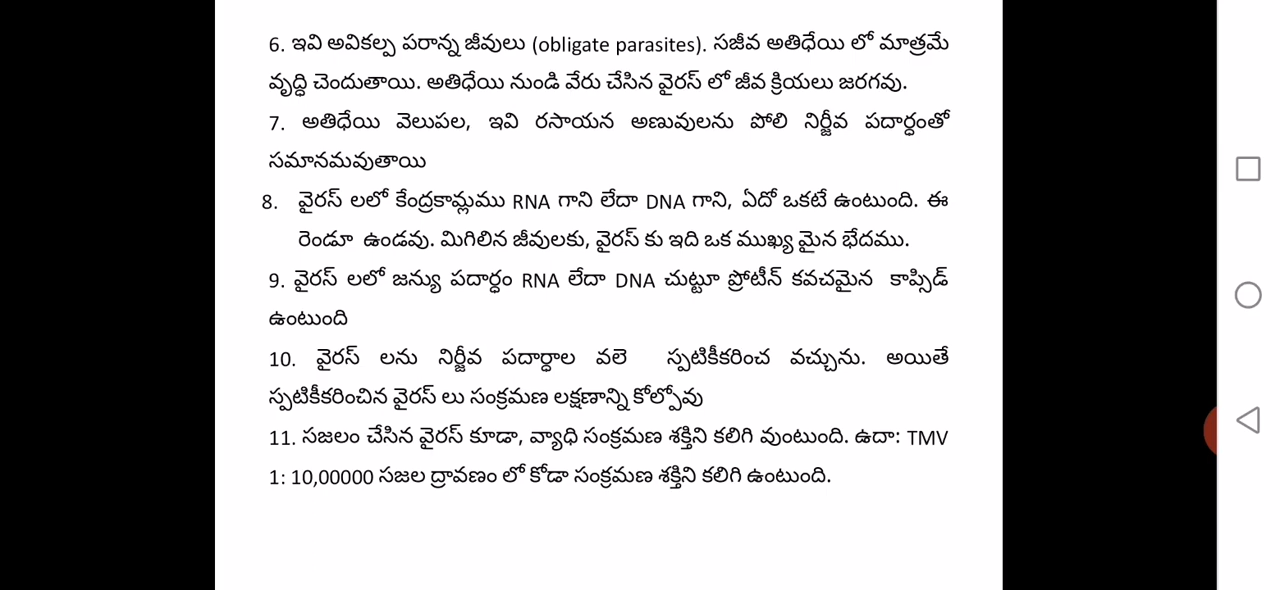 6. ఇవి అవికల్ప పరాన్న జీవులు (obligate parasites). సజీవ అతిధేయి లో మాత్రమే
వృద్ధి చెందుతాయి. అతిధేయి నుండి వేరు చేసిన వైరస్ లో జీవ క్రియలు జరగవు.
7. అతిధేయి వెలుపల, ఇవి రసాయన అణువులను పోలి నిర్జీవ పదార్ధంతో
సమానమవుతాయి
8. వైరస్ లలో కేంద్రకామ్లము RNA గాని లేదా DNA గాని, ఏదో ఒకటే ఉంటుంది. ఈ
రెండూ ఉండవు. మిగిలిన జీవులకు, వైరస్ కు ఇది ఒక ముఖ్య మైన భేదము.
9. వైరస్ లలో జన్యు పదార్ధం RNA లేదా DNA చుట్టూ ప్రోటీన్ కవచమైన కాప్సిడ్
ఉంటుంది
10. వైరస్ లను నిర్జీవ పదార్ధాల వలె స్పటికీకరించ వచ్చును. అయితే
స్పటికీకరించిన వైరస్ లు సంక్రమణ లక్షణాన్ని కోల్పోవు
11. సజలం చేసిన వైరస్ కూడా, వ్యాధి సంక్రమణ శక్తిని కలిగి వుంటుంది. ఉదా: TMV
1: 10,00000 సజల ద్రావణం లో కోడా సంక్రమణ శక్తిని కలిగి ఉంటుంది.